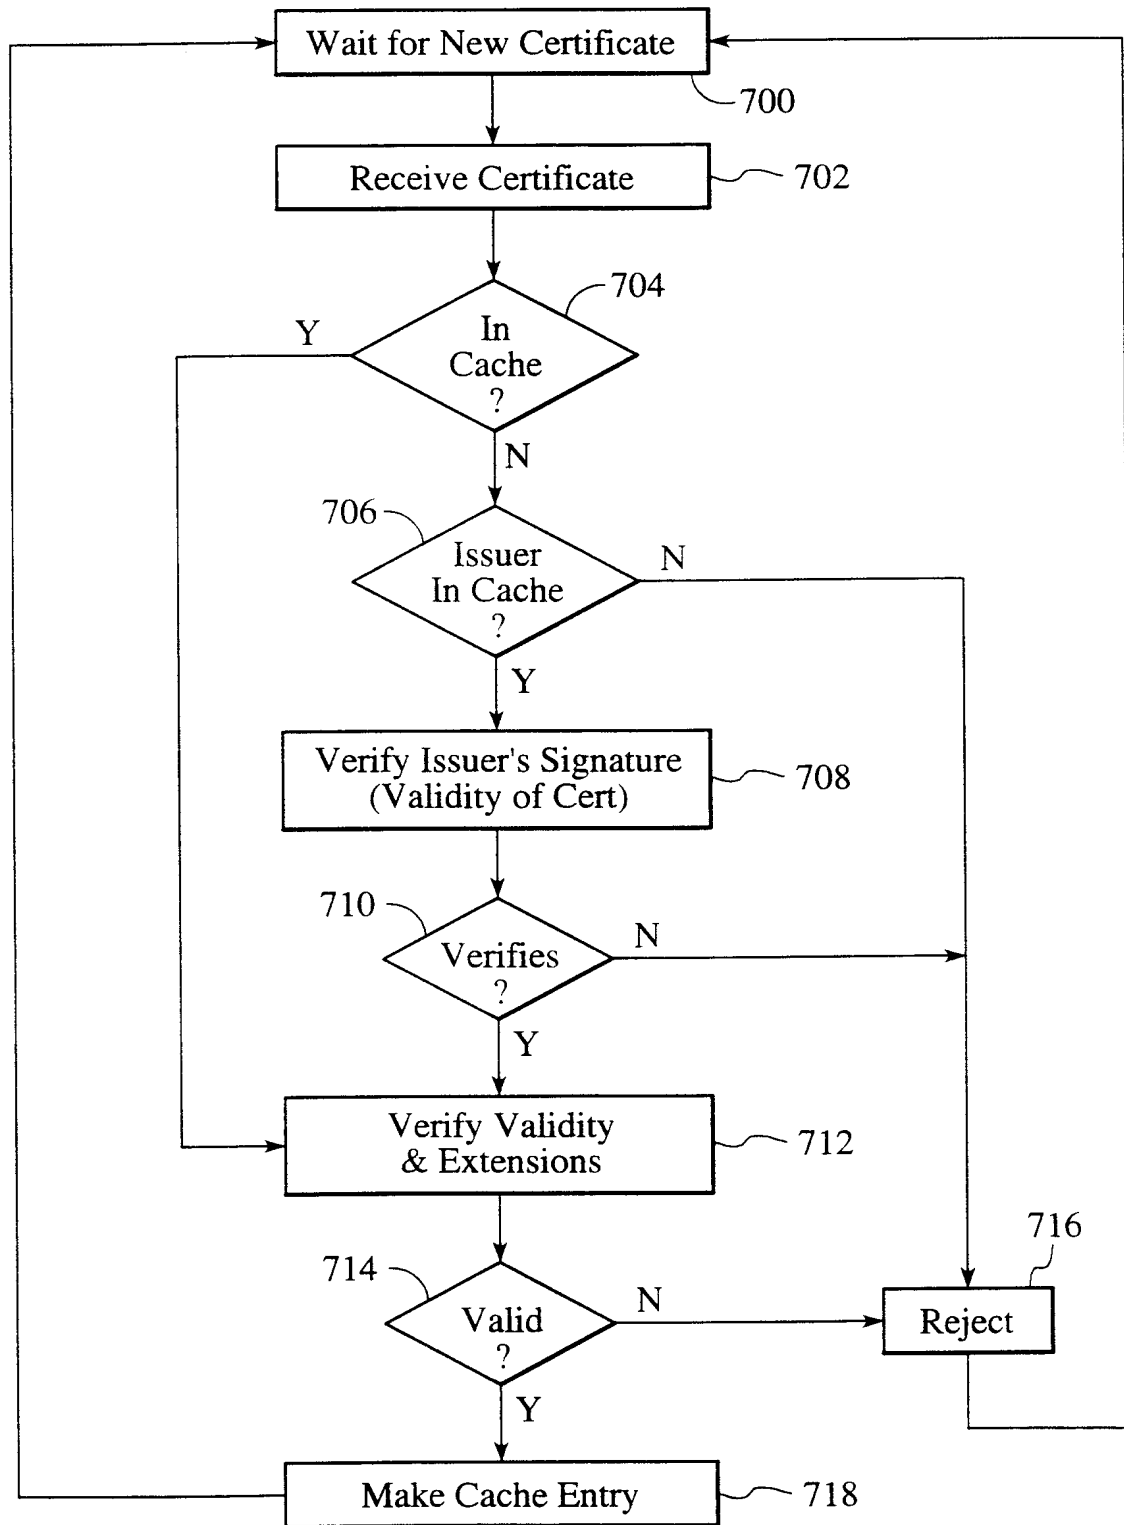 Wait for New Certificate
700
Receive Certificate
702
704
Y
In
Cache
?
N
706
Issuer
In Cache
?
N
Y
Verify Issuer's Signature
(Validity of Cert)
708
710
Verifies
?
N
Y
Verify Validity
& Extensions
712
714
Valid
?
N
716
Reject
Y
Make Cache Entry
718